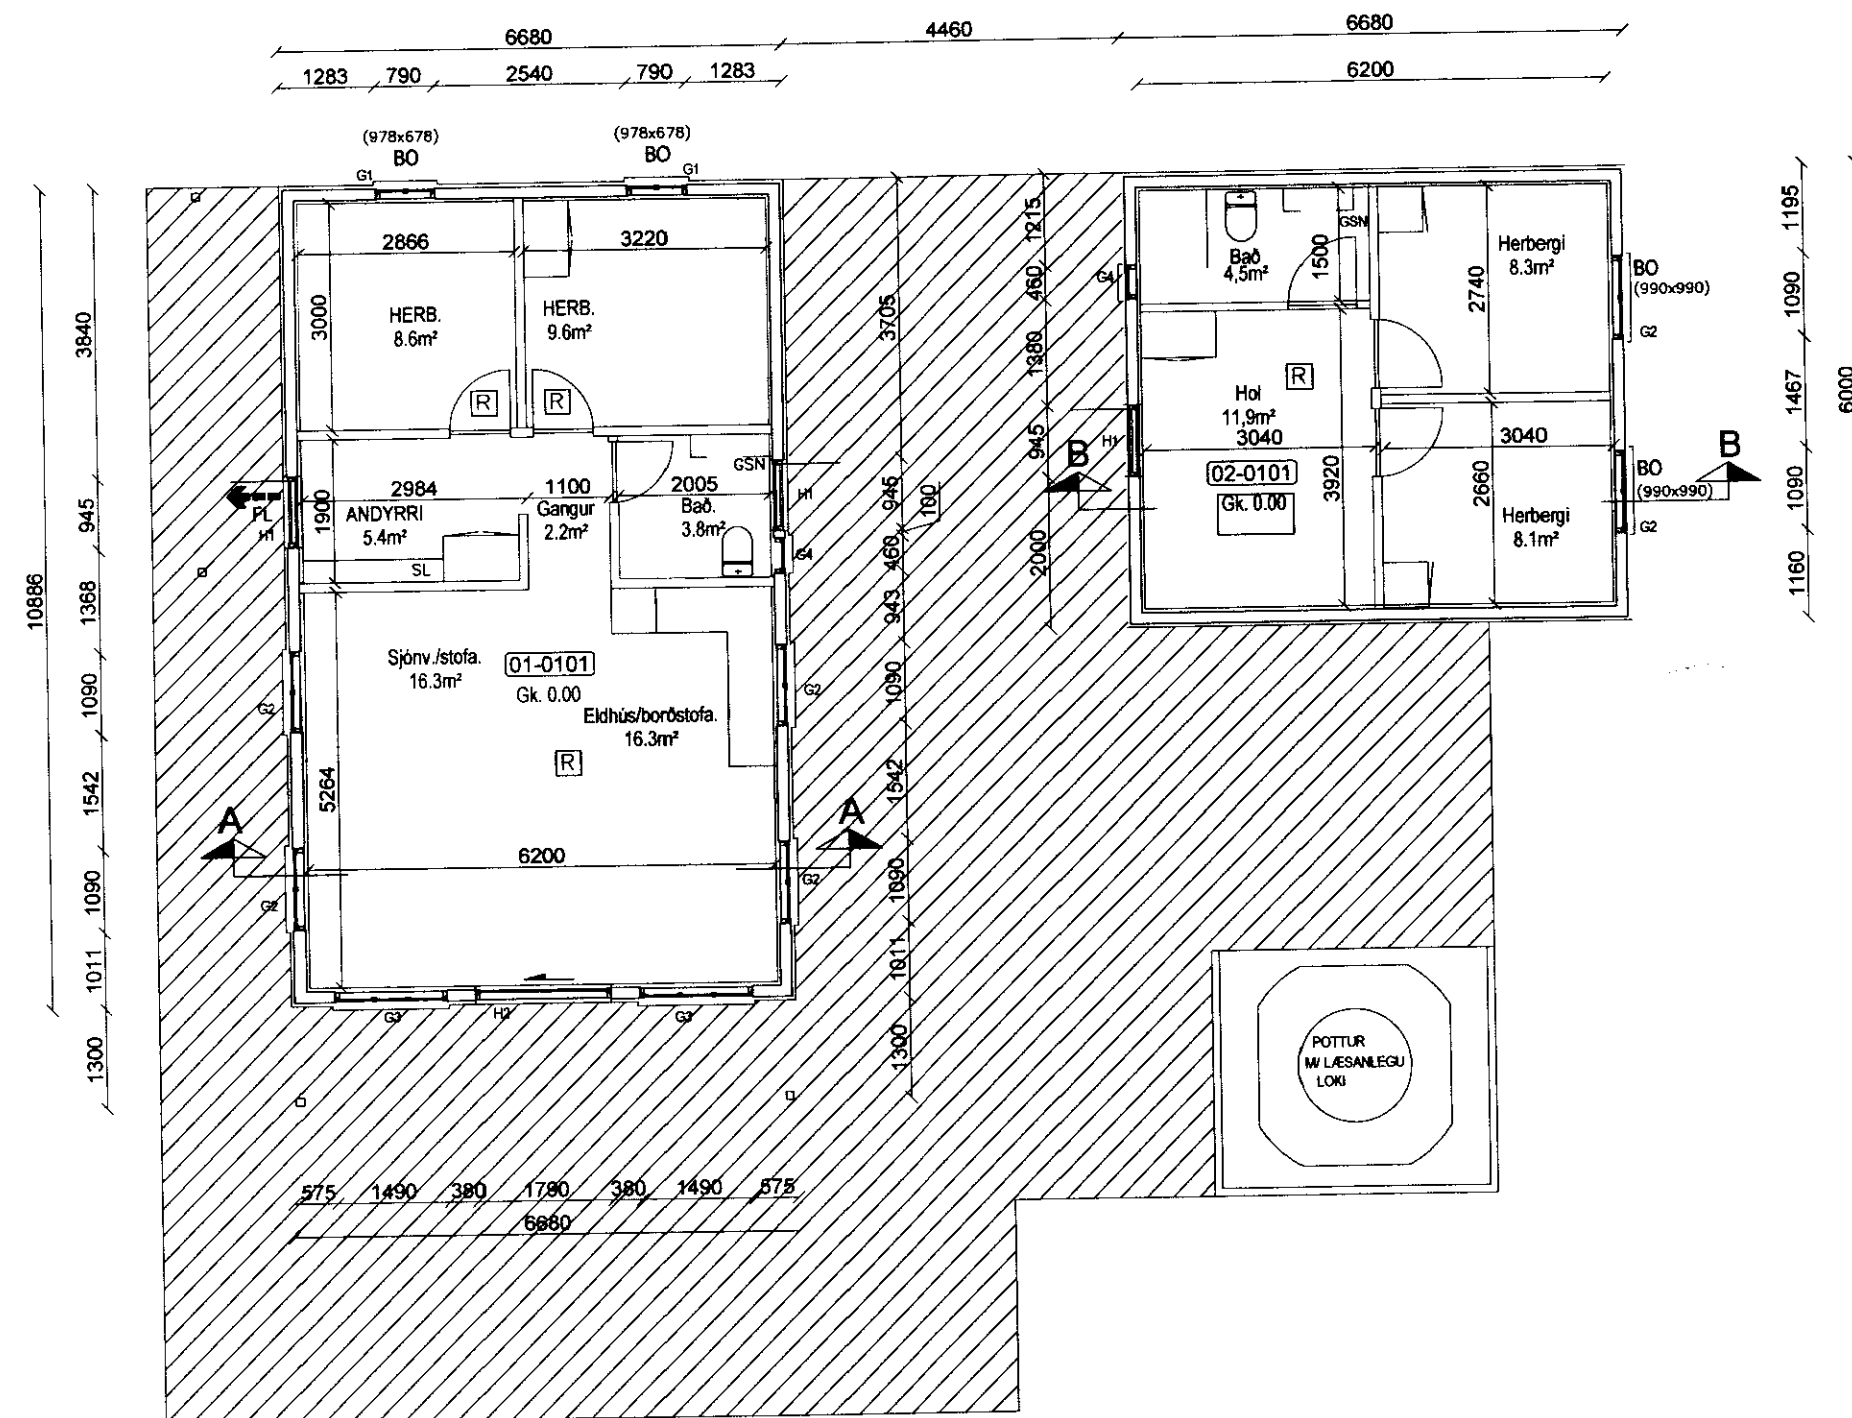 6680
4460
6680
1283
790
2540
790
1283
6200
(978x678)
BO
G1
(978x678)
BO
G1
2866
3220
3000
HERB.
8.6m²
HERB.
9.6m²
R
R
3840
945
1368
1090
1542
1090
1011
1300
10886
FL
H1
2984
1100
2005
1900
ANDYRRI
5.4m²
SL
Gangur
2.2m²
Bað.
3.8m²
GSN
H1
G4
Sjónv./stofa.
16.3m²
01-0101
Gk. 0.00
Eldhús/borðstofa.
16.3m²
R
5264
6200
G2
G2
G2
G2
A
A
G3
H2
G3
3705
945
100
460
943
1090
1542
1090
1011
1300
575
1490
380
1790
380
1490
575
6680
1215
460
1380
945
2000
G4
H1
Bað
4,5m²
1500
GSN
Herbergi
8.3m²
2740
BO
(990x990)
G2
Hol
11,9m²
R
3040
3040
02-0101
Gk. 0.00
3920
2660
Herbergi
8.1m²
BO
(990x990)
G2
B
B
1195
1090
1467
1090
1160
6000
POTTUR
M/ LÆSANLEGU
LOKI